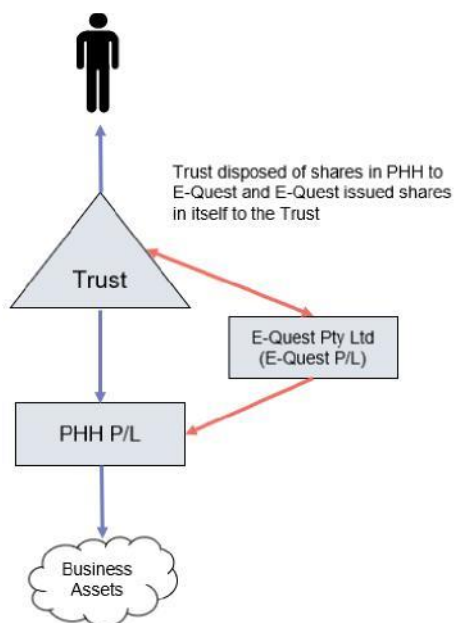 Trust disposed of shares in PHH to
E-Quest and E-Quest issued shares
in itself to the Trust
Trust
E-Quest Pty Ltd
(E-Quest P/L)
PHH P/L
Business
Assets